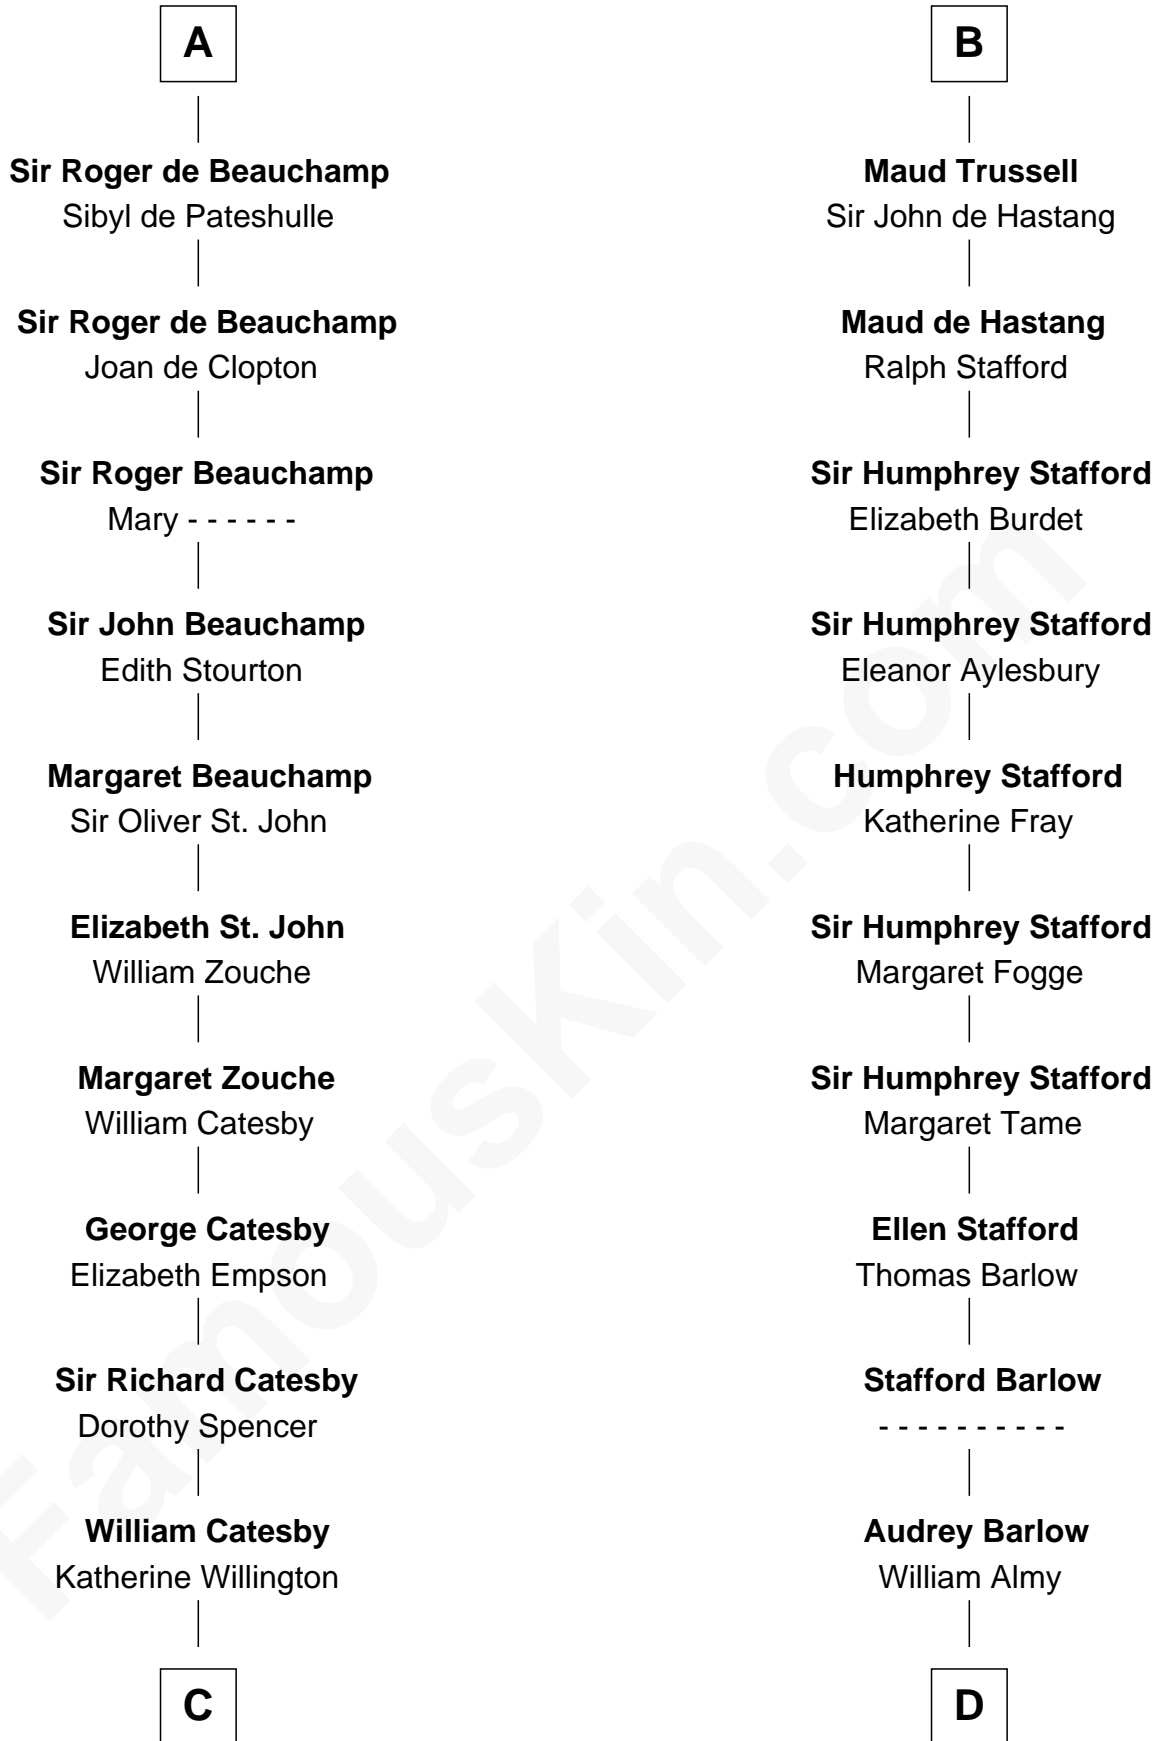 A
Sir Roger de Beauchamp
Sibyl de Pateshulle
Sir Roger de Beauchamp
Joan de Clopton
Sir Roger Beauchamp
Mary - - - - - -
Sir John Beauchamp
Edith Stourton
Margaret Beauchamp
Sir Oliver St. John
Elizabeth St. John
William Zouche
Margaret Zouche
William Catesby
George Catesby
Elizabeth Empson
Sir Richard Catesby
Dorothy Spencer
William Catesby
Katherine Willington
C
B
Maud Trussell
Sir John de Hastang
Maud de Hastang
Ralph Stafford
Sir Humphrey Stafford
Elizabeth Burdet
Sir Humphrey Stafford
Eleanor Aylesbury
Humphrey Stafford
Katherine Fray
Sir Humphrey Stafford
Margaret Fogge
Sir Humphrey Stafford
Margaret Tame
Ellen Stafford
Thomas Barlow
Stafford Barlow
- - - - - - - - - -
Audrey Barlow
William Almy
D
FamousKin.com